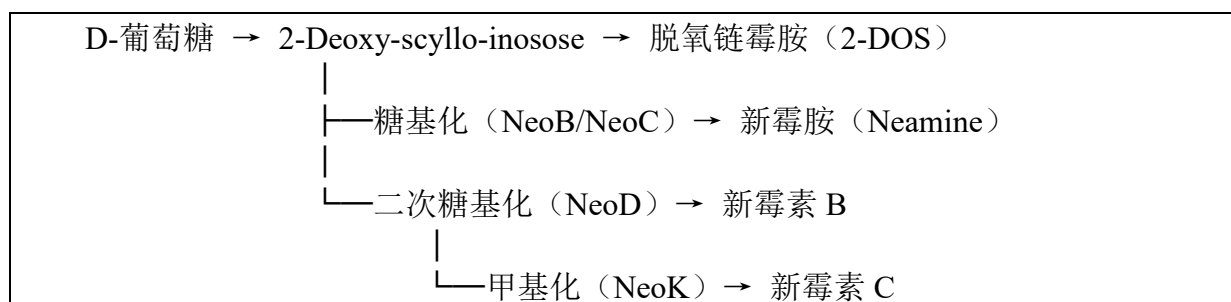 D-葡萄糖 → 2-Deoxy-scyllo-inosose → 脱氧链霉胺（2-DOS）
糖基化（NeoB/NeoC）→ 新霉胺（Neamine）
二次糖基化（NeoD）→ 新霉素 B
甲基化（NeoK）→ 新霉素 C